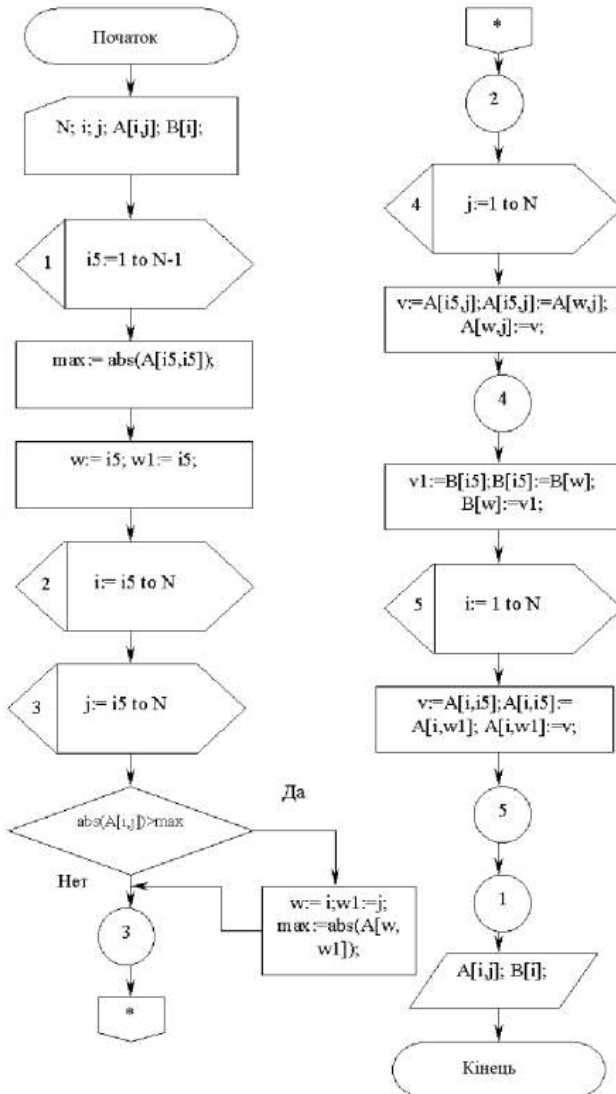 Початок
N; i; j; A[i,j]; B[i];
1
i5:=1 to N-1
max:= abs(A[i5,i5]);
w:= i5; w1:= i5;
2
i:= i5 to N
3
j:= i5 to N
abs(A[i,j])>max
Да
Нет
w:= i;w1:=j;
max:=abs(A[w,
w1]);
3
*
*
2
4
j:=1 to N
v:=A[i5,j];A[i5,j]:=A[w,j];
A[w,j]:=v;
4
v1:=B[i5];B[i5]:=B[w];
B[w]:=v1;
5
i:= 1 to N
v:=A[i,i5];A[i,i5]:=
A[i,w1]; A[i,w1]:=v;
5
1
A[i,j]; B[i];
Кінець